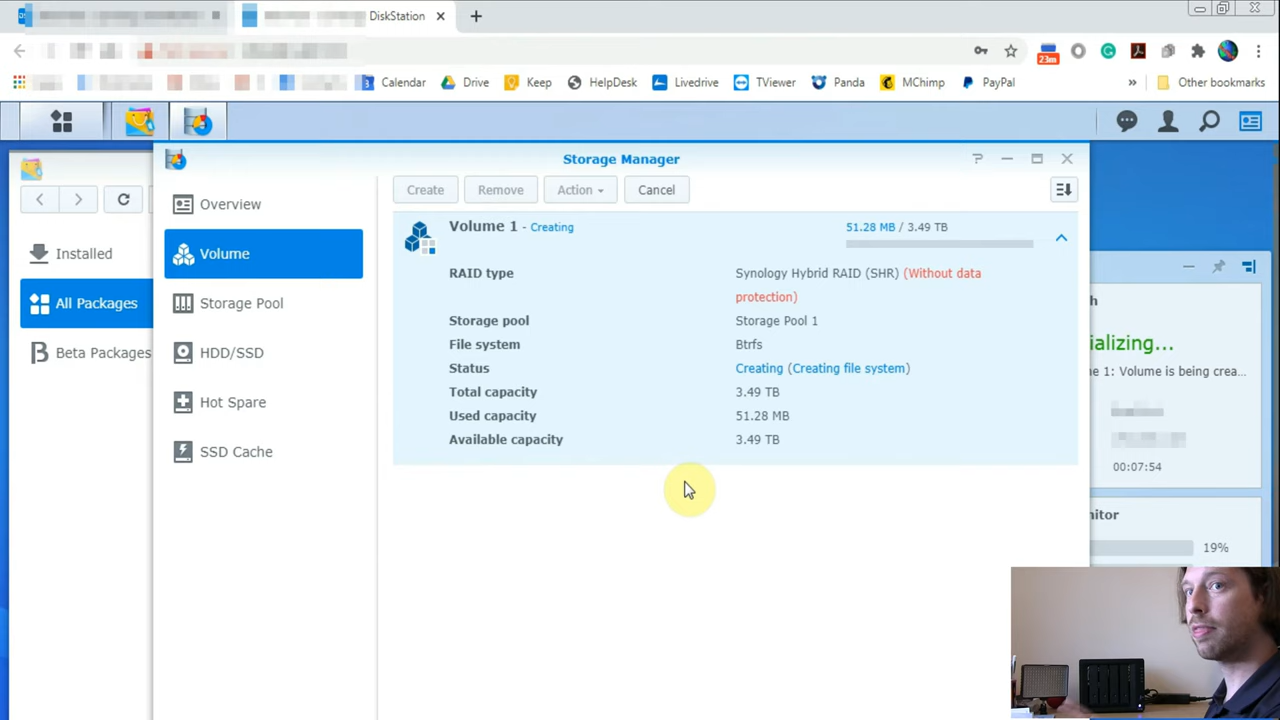 DiskStation
23m
Calendar Drive Keep HelpDesk Livedrive TViewer Panda MChimp PayPal » Other bookmarks
Storage Manager
Create Remove Action Cancel
Overview
Volume
Storage Pool
HDD/SSD
Hot Spare
SSD Cache
Installed
All Packages
Beta Packages
Volume 1 - Creating 51.28 MB / 3.49 TB
RAID type Synology Hybrid RAID (SHR) (Without data
protection)
Storage pool Storage Pool 1
File system Btrfs
Status Creating (Creating file system)
Total capacity 3.49 TB
Used capacity 51.28 MB
Available capacity 3.49 TB
h
ializing...
e 1: Volume is being crea...
00:07:54
nitor
19%